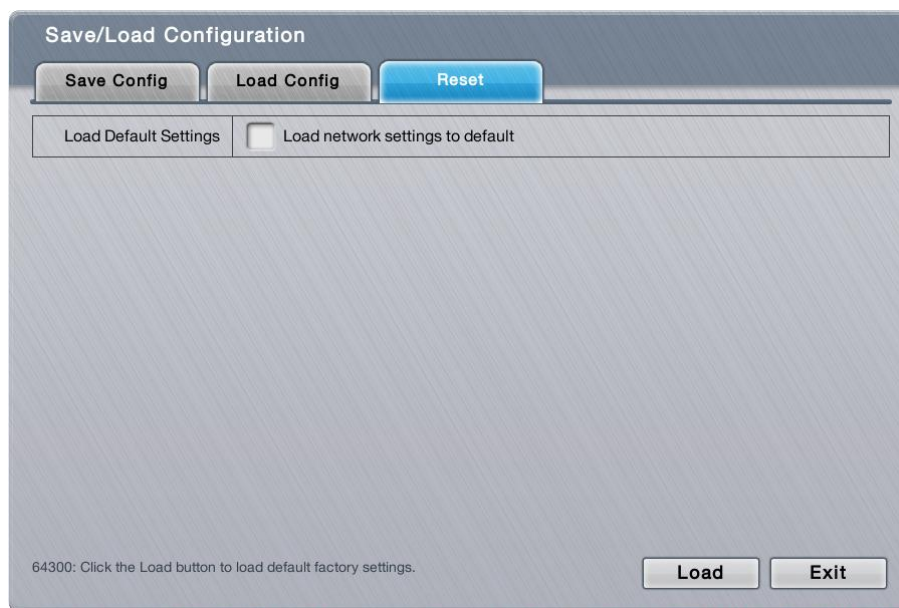 Save/Load Configuration
Save Config Load Config Reset
Load Default Settings Load network settings to default
64300: Click the Load button to load default factory settings.
Load Exit